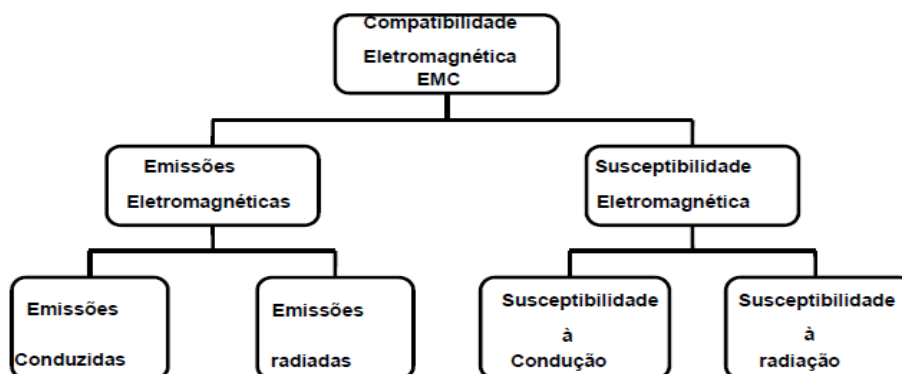 Compatibilidade
Eletromagnética
EMC
Emissões
Eletromagnéticas
Susceptibilidade
Eletromagnética
Emissões
Conduzidas
Emissões
radiadas
Susceptibilidade
à
Condução
Susceptibilidade
à
radiação